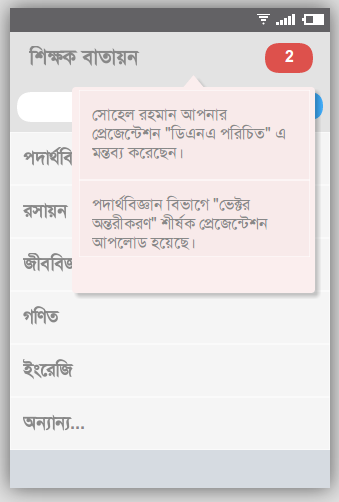 শিক্ষক বাতায়ন
2
সোহেল রহমান আপনার
প্রেজেন্টেশন "ডিএনএ পরিচিত" এ
মন্তব্য করেছেন।
পদার্থবিজ্ঞান বিভাগে "ভেক্টর
অন্তরীকরণ" শীর্ষক প্রেজেন্টেশন
আপলোড হয়েছে।
পদার্থবি
রসায়ন
জীববিজ্ঞ
গণিত
ইংরেজি
অন্যান্য...